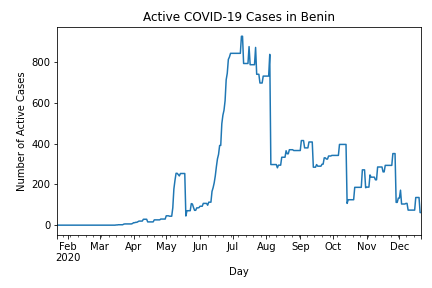 Active COVID-19 Cases in Benin
Number of Active Cases
800
600
400
200
0
Feb Mar Apr May Jun Jul Aug Sep Oct Nov Dec
2020
Day